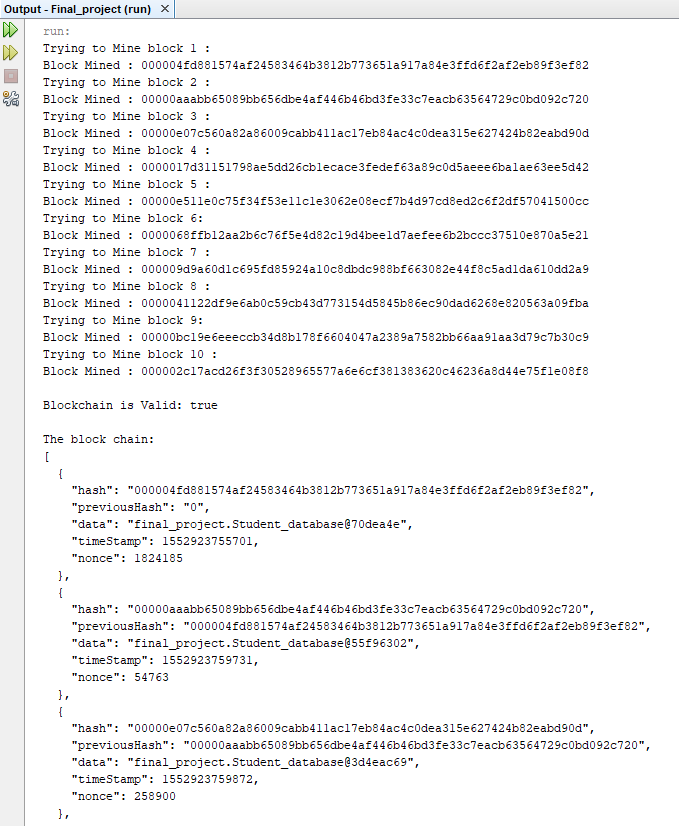 Output - Final_project (run)
run:
Trying to Mine block 1 :
Block Mined : 000004fd881574af24583464b3812b773651a917a84e3ffd6f2af2eb89f3ef82
Trying to Mine block 2 :
Block Mined : 00000aaabb65089bb656dbe4af446b46bd3fe33c7eacb63564729c0bd092c720
Trying to Mine block 3 :
Block Mined : 00000e07c560a82a86009cabb411ac17eb84ac4c0dea315e627424b82eabd90d
Trying to Mine block 4 :
Block Mined : 0000017d31151798ae5dd26cb1ecace3fedef63a89c0d5aeee6ba1ae63ee5d42
Trying to Mine block 5 :
Block Mined : 00000e511e0c75f34f53e11c1e3062e08ecf7b4d97cd8ed2c6f2df57041500cc
Trying to Mine block 6:
Block Mined : 0000068ffb12aa2b6c76f5e4d82c19d4bee1d7aefee6b2bccc37510e870a5e21
Trying to Mine block 7 :
Block Mined : 000009d9a60d1c695fd85924a10c8dbdc988bf663082e44f8c5ad1da610dd2a9
Trying to Mine block 8 :
Block Mined : 0000041122df9e6ab0c59cb43d773154d5845b86ec90dad6268e820563a09fba
Trying to Mine block 9:
Block Mined : 00000bc19e6eeeccb34d8b178f6604047a2389a7582bb66aa91aa3d79c7b30c9
Trying to Mine block 10 :
Block Mined : 000002c17acd26f3f30528965577a6e6cf381383620c46236a8d44e75f1e08f8
Blockchain is Valid: true
The block chain:
[
{
"hash": "000004fd881574af24583464b3812b773651a917a84e3ffd6f2af2eb89f3ef82",
"previousHash": "0",
"data": "final_project.Student_database@70dea4e",
"timeStamp": 1552923755701,
"nonce": 1824185
},
{
"hash": "00000aaabb65089bb656dbe4af446b46bd3fe33c7eacb63564729c0bd092c720",
"previousHash": "000004fd881574af24583464b3812b773651a917a84e3ffd6f2af2eb89f3ef82",
"data": "final_project.Student_database@55f96302",
"timeStamp": 1552923759731,
"nonce": 54763
},
{
"hash": "00000e07c560a82a86009cabb411ac17eb84ac4c0dea315e627424b82eabd90d",
"previousHash": "00000aaabb65089bb656dbe4af446b46bd3fe33c7eacb63564729c0bd092c720",
"data": "final_project.Student_database@3d4eac69",
"timeStamp": 1552923759872,
"nonce": 258900
},